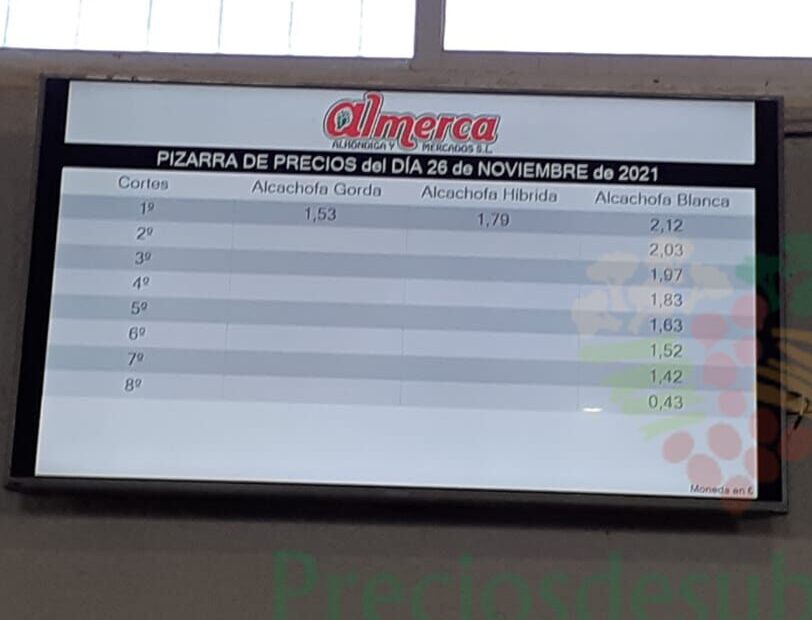 almerca
ALHÓNDIGA Y MERCADOS S.L.
PIZARRA DE PRECIOS del DÍA 26 de NOVIEMBRE de 2021
Cortes Alcachofa Gorda Alcachofa Hibrida Alcachofa Blanca
1º 1,53 1,79 2,12
2º 2,03
3º 1,97
4º 1,83
5º 1,63
6º 1,52
7º 1,42
8º 0,43
Moneda en €
Preciosdesub